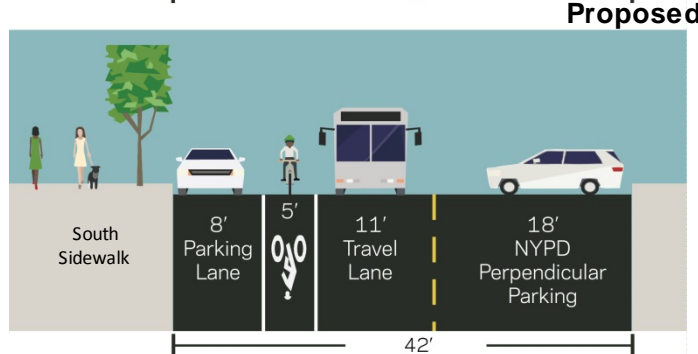 Proposed
South
Sidewalk
8'
Parking
Lane
5'
11'
Travel
Lane
18'
NYPD
Perpendicular
Parking
42'